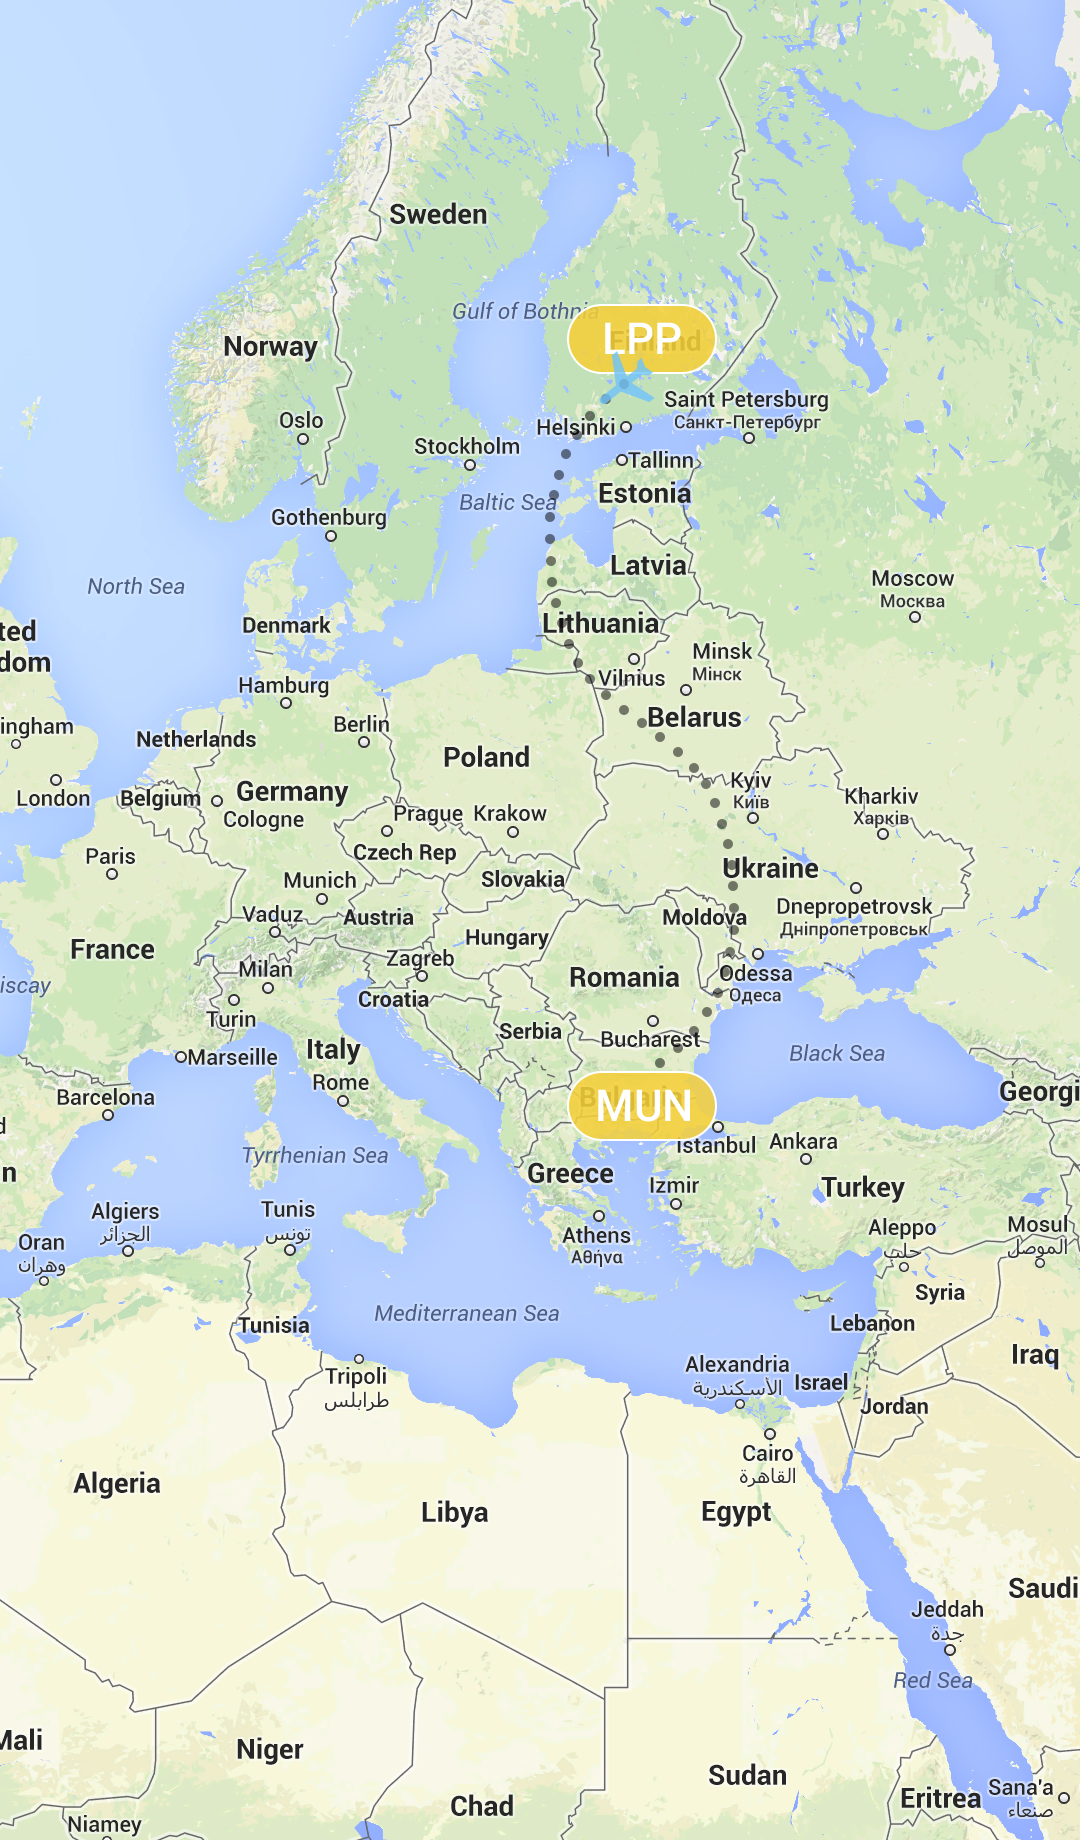 Sweden
Gulf of Bothnia
LPP
Finland
Norway
Saint Petersburg
Санкт-Петербург
Oslo
Helsinki
Stockholm
Tallinn
Estonia
Baltic Sea
Gothenburg
Latvia
North Sea
Moscow
Москва
Denmark
Lithuania
ted
dom
Minsk
Мінск
Vilnius
Hamburg
Belarus
Berlin
ingham
Netherlands
Poland
Kyiv
Київ
London
Belgium
Germany
Cologne
Kharkiv
Харків
Prague
Krakow
Czech Rep
Paris
Ukraine
Munich
Slovakia
Vaduz
Austria
Moldova
Dnepropetrovsk
Дніпропетровськ
France
Hungary
Zagreb
Milan
Romania
Odessa
Одеса
iscay
Croatia
Turin
Serbia
Bucharest
Italy
Marseille
Black Sea
Rome
Barcelona
Georgi
MUN
Bulgaria
d
Istanbul
Ankara
Tyrrhenian Sea
n
Greece
Izmir
Turkey
Algiers
الجزائر
Tunis
تونس
Athens
Αθήνα
Aleppo
حلب
Mosul
الموصل
Oran
وهران
Syria
Mediterranean Sea
Tunisia
Lebanon
Iraq
Tripoli
طرابلس
Alexandria
الأسكندرية
Israel
Jordan
Cairo
القاهرة
Algeria
Libya
Egypt
Saudi
Jeddah
جدة
Red Sea
Mali
Niger
Sudan
Chad
Eritrea
Sana'a
صنعاء
Niamey